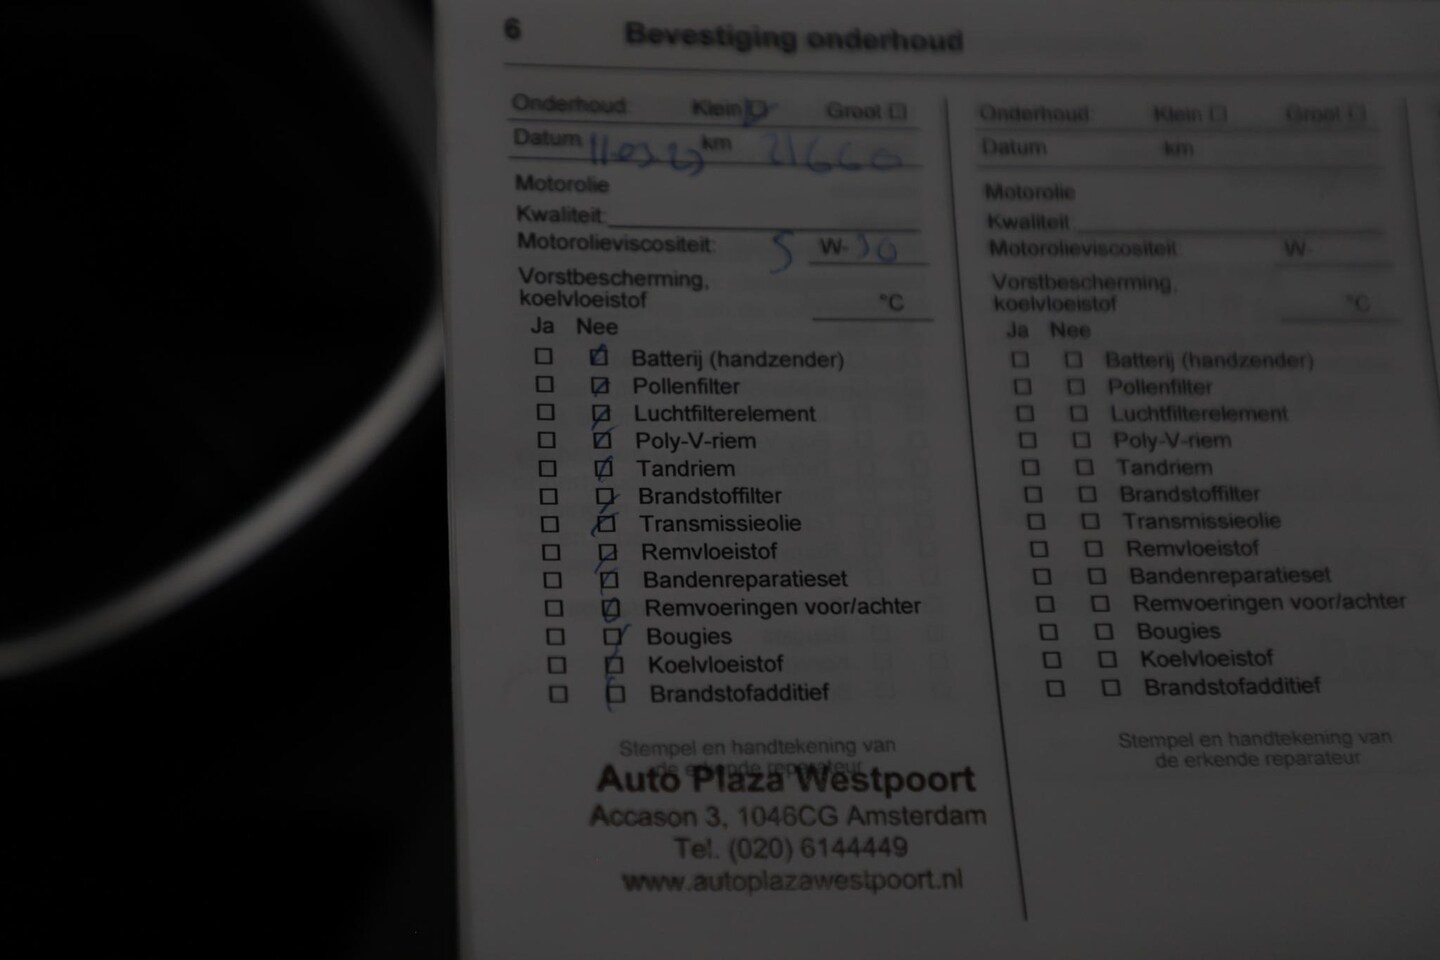 6 Bevestiging onderhoud
Onderhoud Klein Groot
Datum km 21660
Motorolie
Kwaliteit:
Motorolieviscositeit: 5 W-30
Vorstbescherming,
koelvloeistof °C
Ja Nee
Batterij (handzender)
Pollenfilter
Luchtfilterelement
Poly-V-riem
Tandriem
Brandstoffilter
Transmissieolie
Remvloeistof
Bandenreparatieset
Remvoeringen voor/achter
Bougies
Koelvloeistof
Brandstofadditief
Stempel en handtekening van
de erkende reparateur
Auto Plaza Westpoort
Accason 3, 1046CG Amsterdam
Tel. (020) 6144449
www.autoplazawestpoort.nl
Onderhoud Klein Groot
Datum km
Motorolie
Kwaliteit
Motorolieviscositeit W-
Vorstbescherming,
koelvloeistof °C
Ja Nee
Batterij (handzender)
Pollenfilter
Luchtfilterelement
Poly-V-riem
Tandriem
Brandstoffilter
Transmissieolie
Remvloeistof
Bandenreparatieset
Remvoeringen voor/achter
Bougies
Koelvloeistof
Brandstofadditief
Stempel en handtekening van
de erkende reparateur